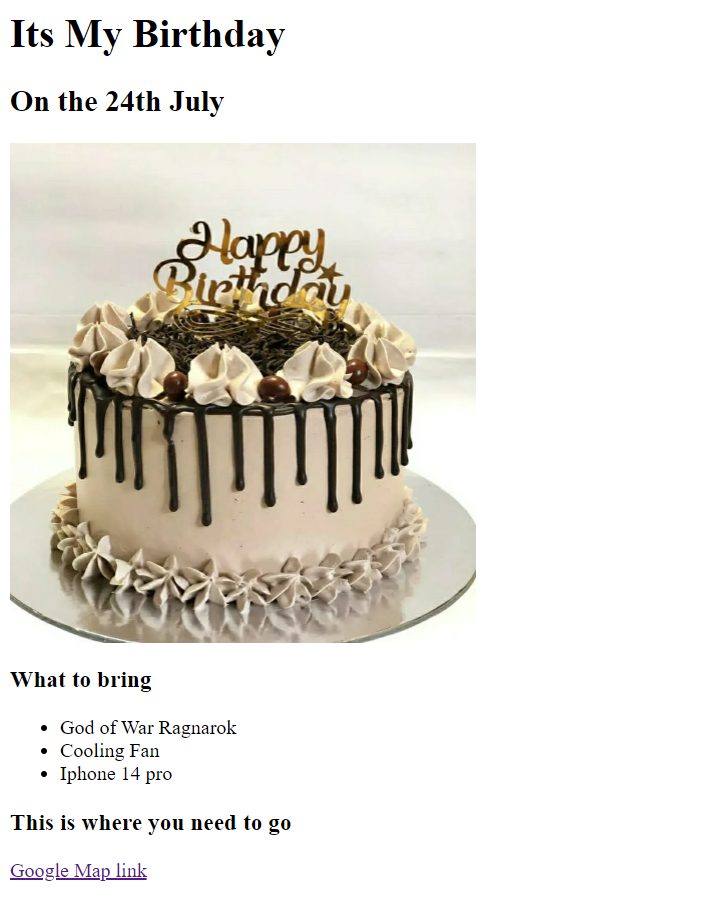 Its My Birthday
On the 24th July
Happy
Birthday
What to bring
God of War Ragnarok
Cooling Fan
Iphone 14 pro
This is where you need to go
Google Map link